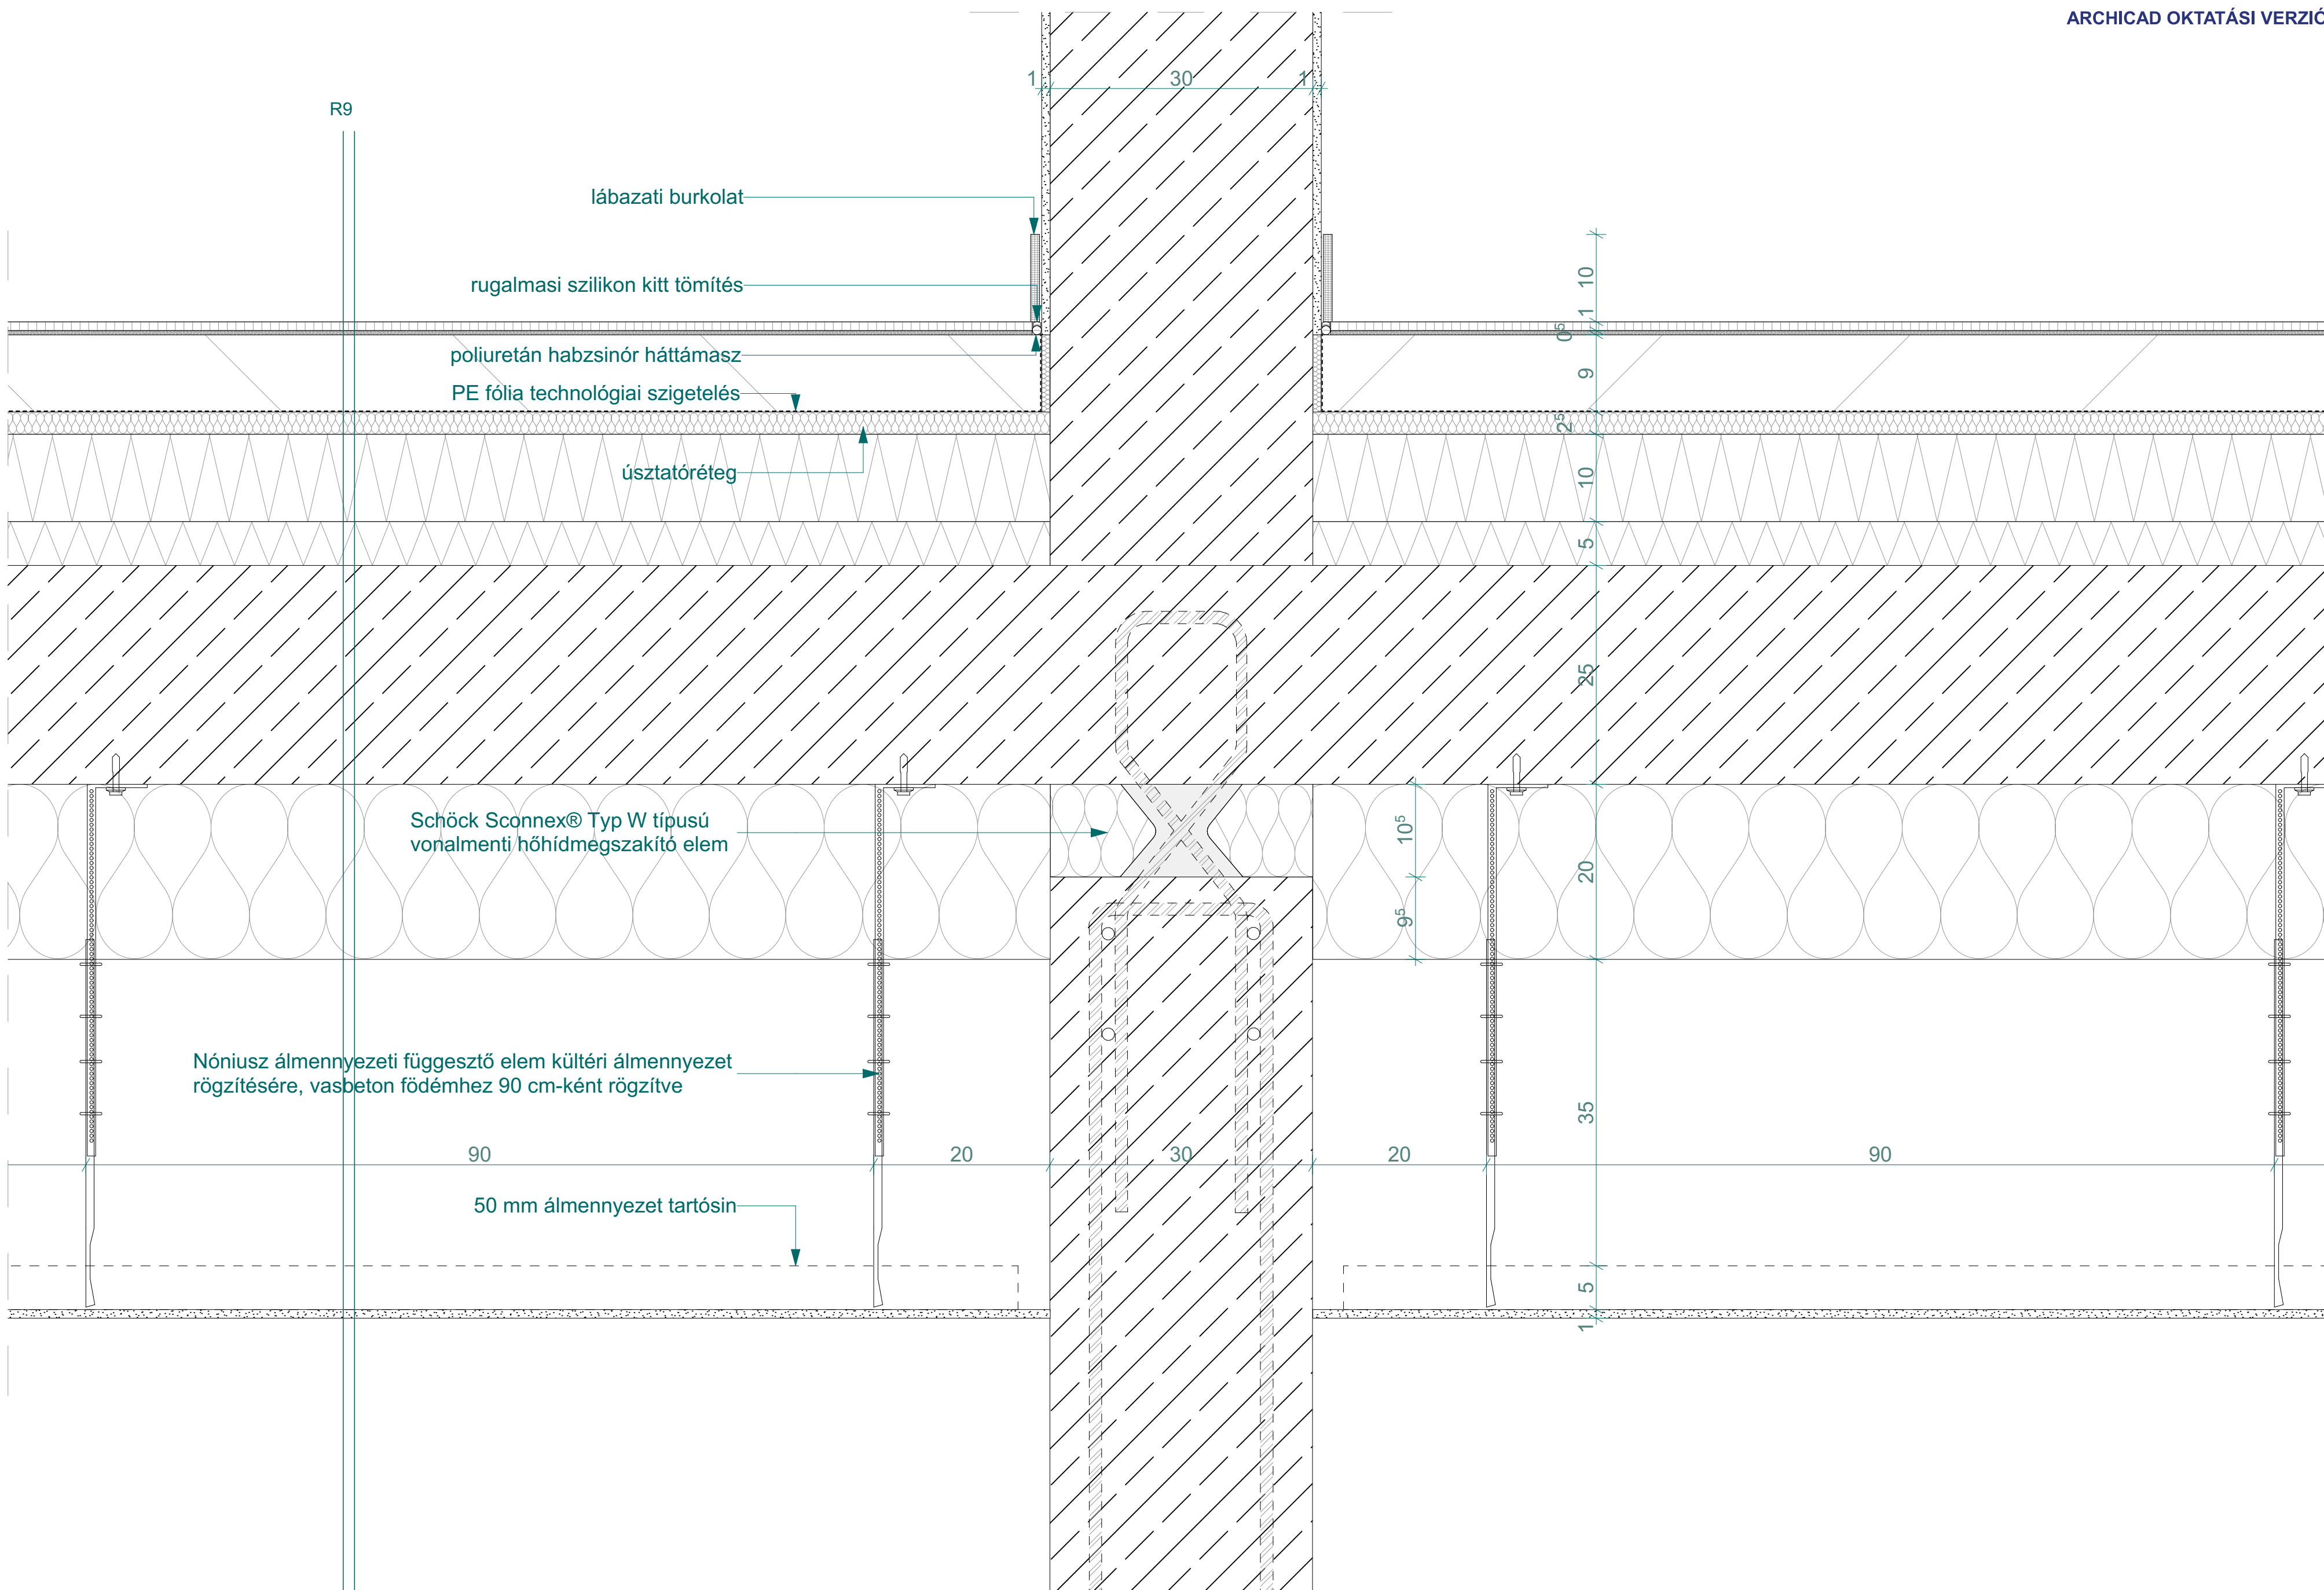 ARCHICAD OKTATÁSI VERZIÓ
1
30
1
R9
lábazati burkolat
rugalmasi szilikon kitt tömítés
poliuretán habzsinór háttámasz
PE fólia technológiai szigetelés
úsztatóréteg
10
1
0⁵
9
2⁵
10
5
25
Schöck Sconnex® Typ W típusú
vonalmenti hőhídmegszakító elem
10⁵
20
9⁵
Nóniusz álmennyezeti függesztő elem kültéri álmennyezet
rögzítésére, vasbeton födémhez 90 cm-ként rögzítve
35
90
20
30
20
90
50 mm álmennyezet tartósin
5
1